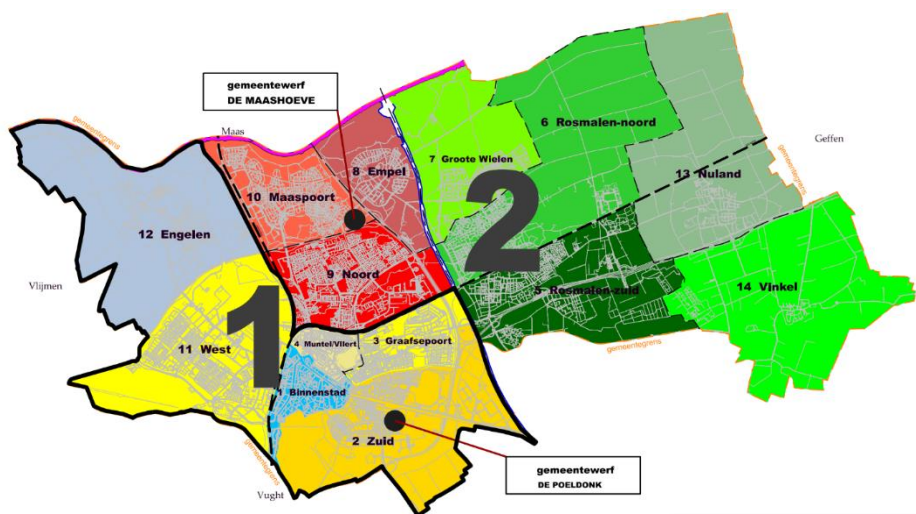 gemeentewerf
DE MAASHOEVE
gemeentegrens
Maas
6 Rosmalen-noord
Geffen
7 Groote Wielen
8 Empel
13 Nuland
gemeentegrens
10 Maaspoort
2
12 Engelen
9 Noord
Vlijmen
5 Rosmalen-zuid
14 Vinkel
1
11 West
4 Muntel/Vliert
3 Graafsepoort
gemeentegrens
1
Binnenstad
2 Zuid
gemeentegrens
gemeentewerf
DE POELDONK
Vught